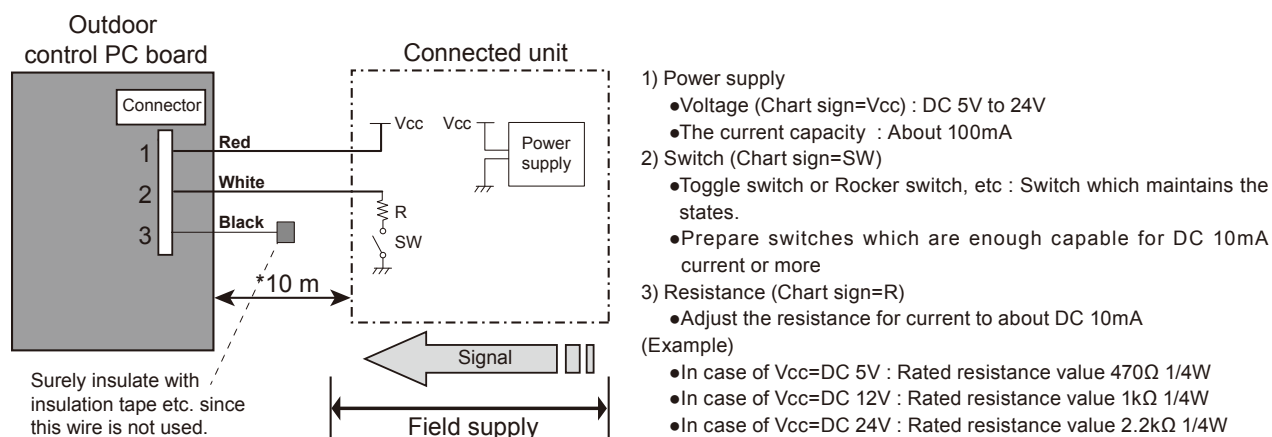 Outdoor
control PC board
Connector
1
2
3
Red
White
Black
*10 m
Surely insulate with
insulation tape etc. since
this wire is not used.
Connected unit
Vcc
Vcc
Power
supply
R
SW
Signal
Field supply
1) Power supply
●Voltage (Chart sign=Vcc) : DC 5V to 24V
●The current capacity : About 100mA
2) Switch (Chart sign=SW)
●Toggle switch or Rocker switch, etc : Switch which maintains the
states.
●Prepare switches which are enough capable for DC 10mA
current or more
3) Resistance (Chart sign=R)
●Adjust the resistance for current to about DC 10mA
(Example)
●In case of Vcc=DC 5V : Rated resistance value 470Ω 1/4W
●In case of Vcc=DC 12V : Rated resistance value 1kΩ 1/4W
●In case of Vcc=DC 24V : Rated resistance value 2.2kΩ 1/4W